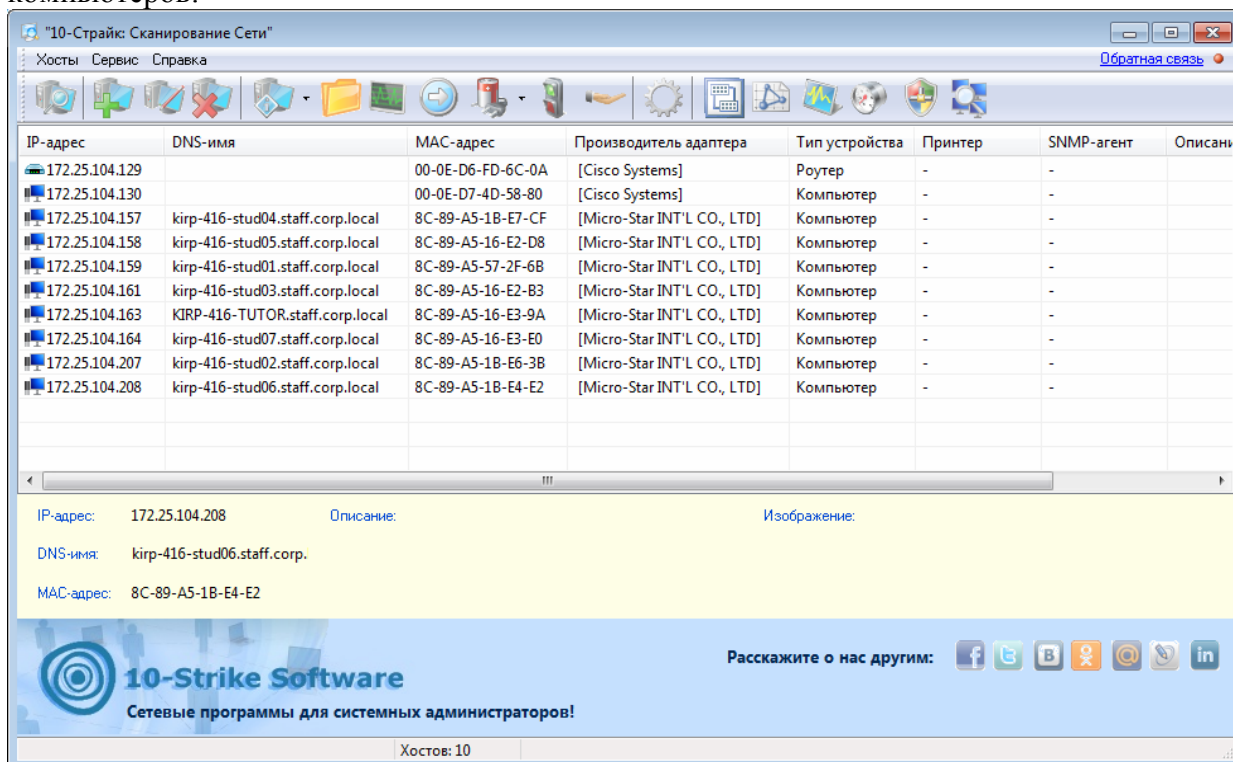 компьютеров.
"10-Страйк: Сканирование Сети"
Хосты Сервис Справка Обратная связь
IP-адрес DNS-имя MAC-адрес Производитель адаптера Тип устройства Принтер SNMP-агент Описани
172.25.104.129 00-0E-D6-FD-6C-0A [Cisco Systems] Роутер - -
172.25.104.130 00-0E-D7-4D-58-80 [Cisco Systems] Компьютер - -
172.25.104.157 kirp-416-stud04.staff.corp.local 8C-89-A5-1B-E7-CF [Micro-Star INT'L CO., LTD] Компьютер - -
172.25.104.158 kirp-416-stud05.staff.corp.local 8C-89-A5-16-E2-D8 [Micro-Star INT'L CO., LTD] Компьютер - -
172.25.104.159 kirp-416-stud01.staff.corp.local 8C-89-A5-57-2F-6B [Micro-Star INT'L CO., LTD] Компьютер - -
172.25.104.161 kirp-416-stud03.staff.corp.local 8C-89-A5-16-E2-B3 [Micro-Star INT'L CO., LTD] Компьютер - -
172.25.104.163 KIRP-416-TUTOR.staff.corp.local 8C-89-A5-16-E3-9A [Micro-Star INT'L CO., LTD] Компьютер - -
172.25.104.164 kirp-416-stud07.staff.corp.local 8C-89-A5-16-E3-E0 [Micro-Star INT'L CO., LTD] Компьютер - -
172.25.104.207 kirp-416-stud02.staff.corp.local 8C-89-A5-1B-E6-3B [Micro-Star INT'L CO., LTD] Компьютер - -
172.25.104.208 kirp-416-stud06.staff.corp.local 8C-89-A5-1B-E4-E2 [Micro-Star INT'L CO., LTD] Компьютер - -
IP-адрес: 172.25.104.208 Описание: Изображение:
DNS-имя: kirp-416-stud06.staff.corp.
MAC-адрес: 8C-89-A5-1B-E4-E2
10-Strike Software
Расскажите о нас другим:
Сетевые программы для системных администраторов!
Хостов: 10